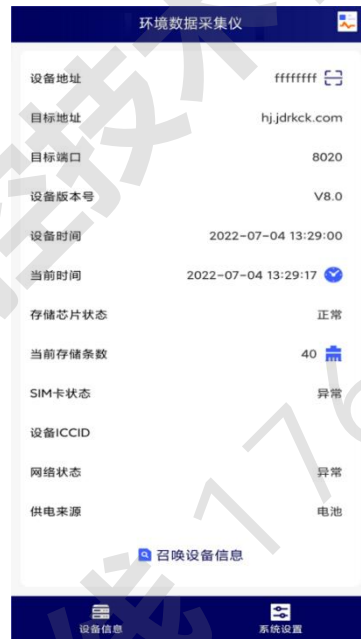 环境数据采集仪
设备地址 ffffffff
目标地址 hj.jdrkck.com
目标端口 8020
设备版本号 V8.0
设备时间 2022-07-04 13:29:00
当前时间 2022-07-04 13:29:17
存储芯片状态 正常
当前存储条数 40
SIM卡状态 异常
设备ICCID
网络状态 异常
供电来源 电池
召唤设备信息
设备信息 系统设置